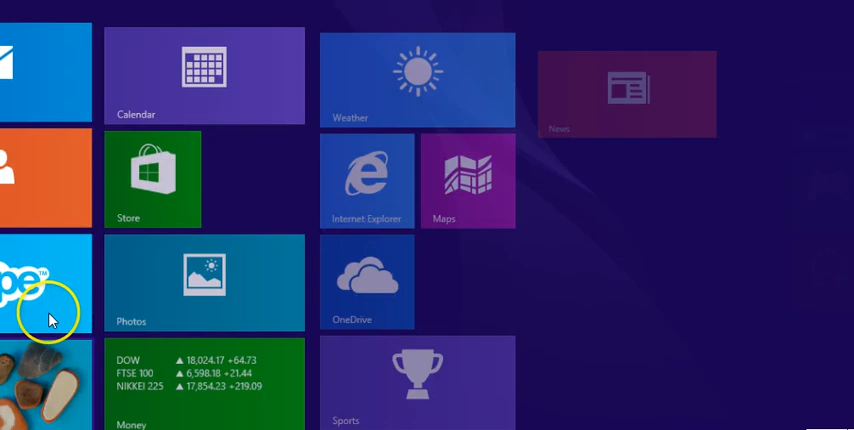 Calendar
Weather
News
Store
Internet Explorer
Maps
pe™
Photos
OneDrive
DOW ▲ 18,024.17 +64.73
FTSE 100 ▲ 6,598.18 +21.44
NIKKEI 225 ▲ 17,854.23 +219.09
Money
Sports